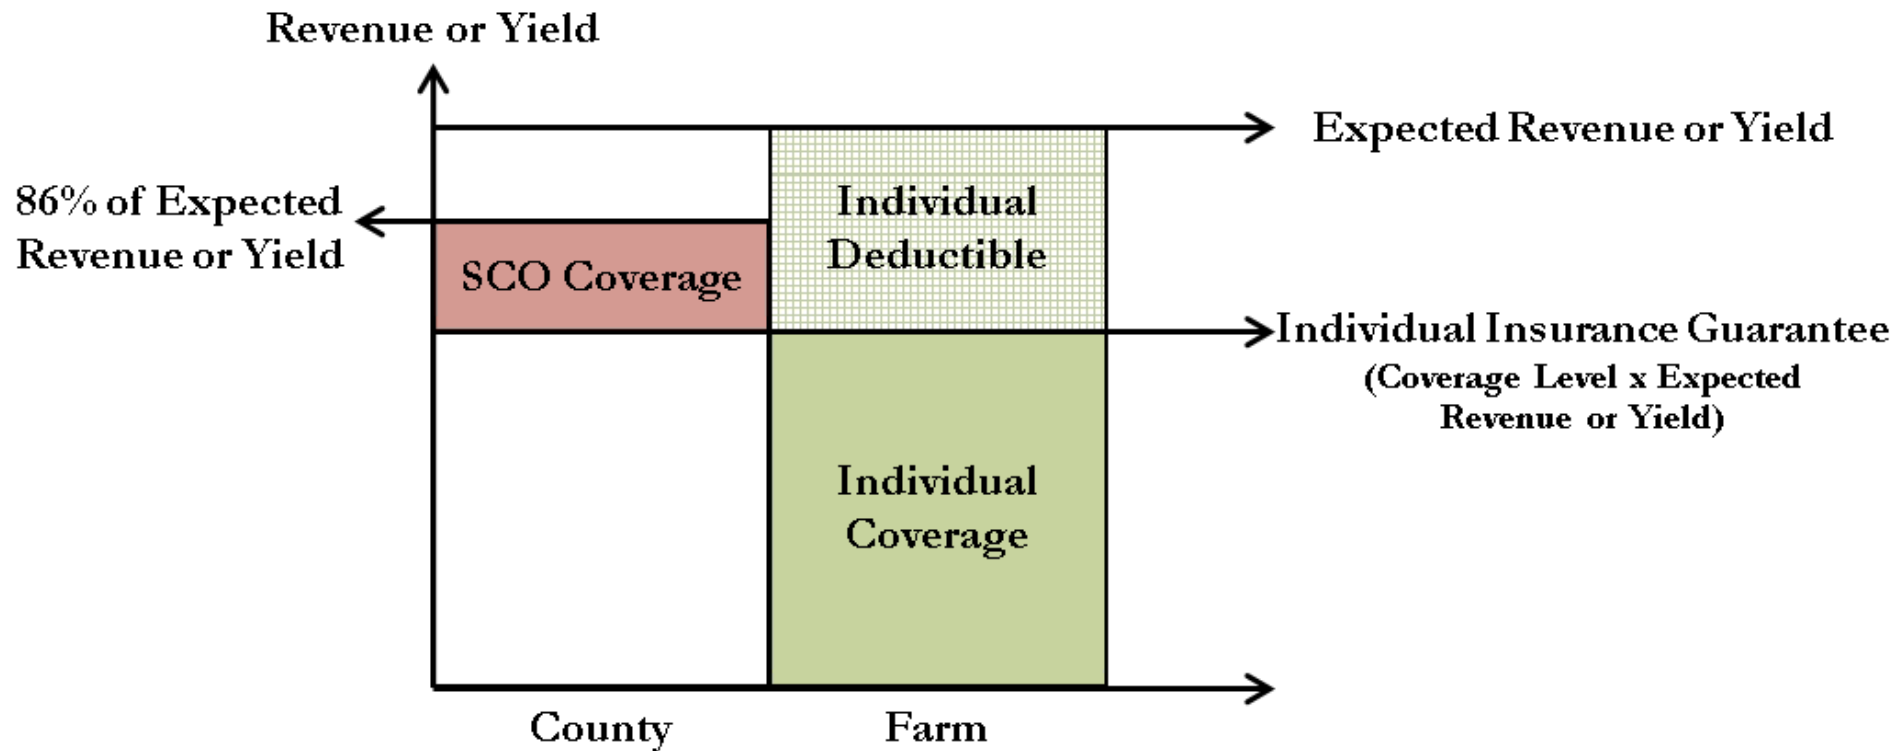 Revenue or Yield
Expected Revenue or Yield
86% of Expected
Revenue or Yield
Individual
Deductible
SCO Coverage
Individual Insurance Guarantee
(Coverage Level x Expected
Revenue or Yield)
Individual
Coverage
County
Farm